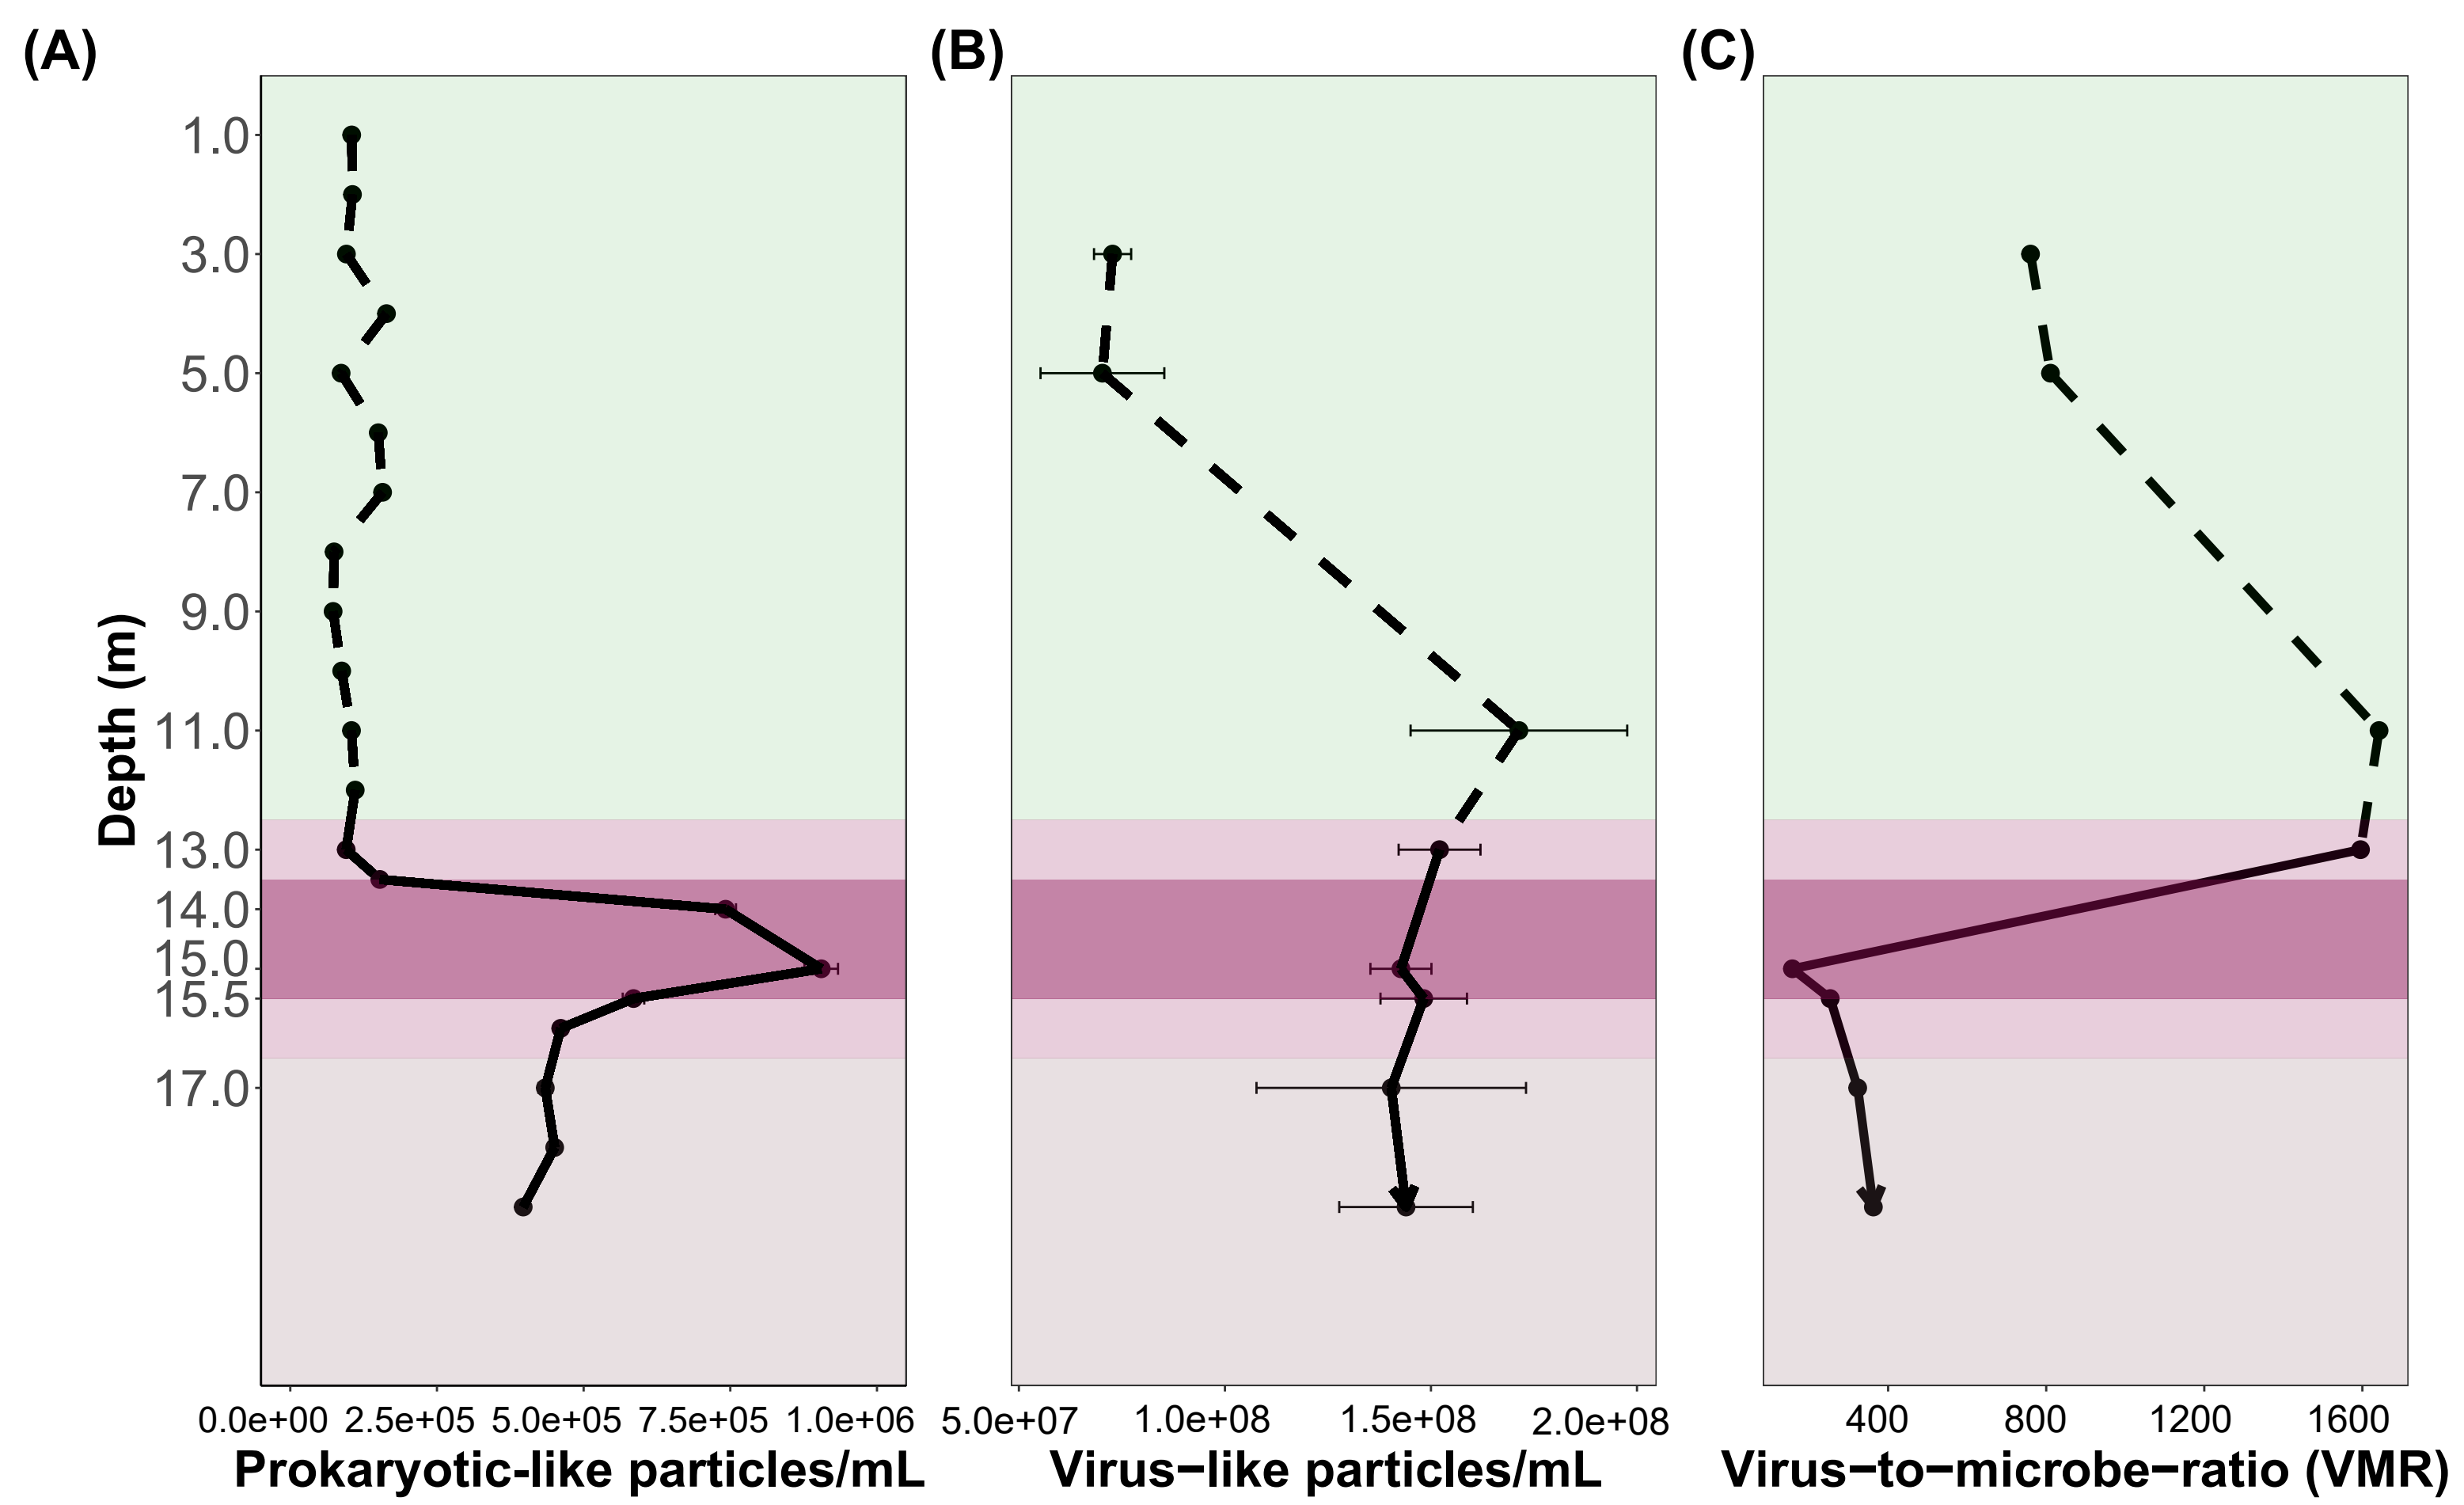 (A) (B) (C)
Depth (m)
1.0
3.0
5.0
7.0
9.0
11.0
13.0
14.0
15.0
15.5
17.0
0.0e+00 2.5e+05 5.0e+05 7.5e+05 1.0e+06 5.0e+07 1.0e+08 1.5e+08 2.0e+08 400 800 1200 1600
Prokaryotic-like particles/mL Virus−like particles/mL Virus−to−microbe−ratio (VMR)